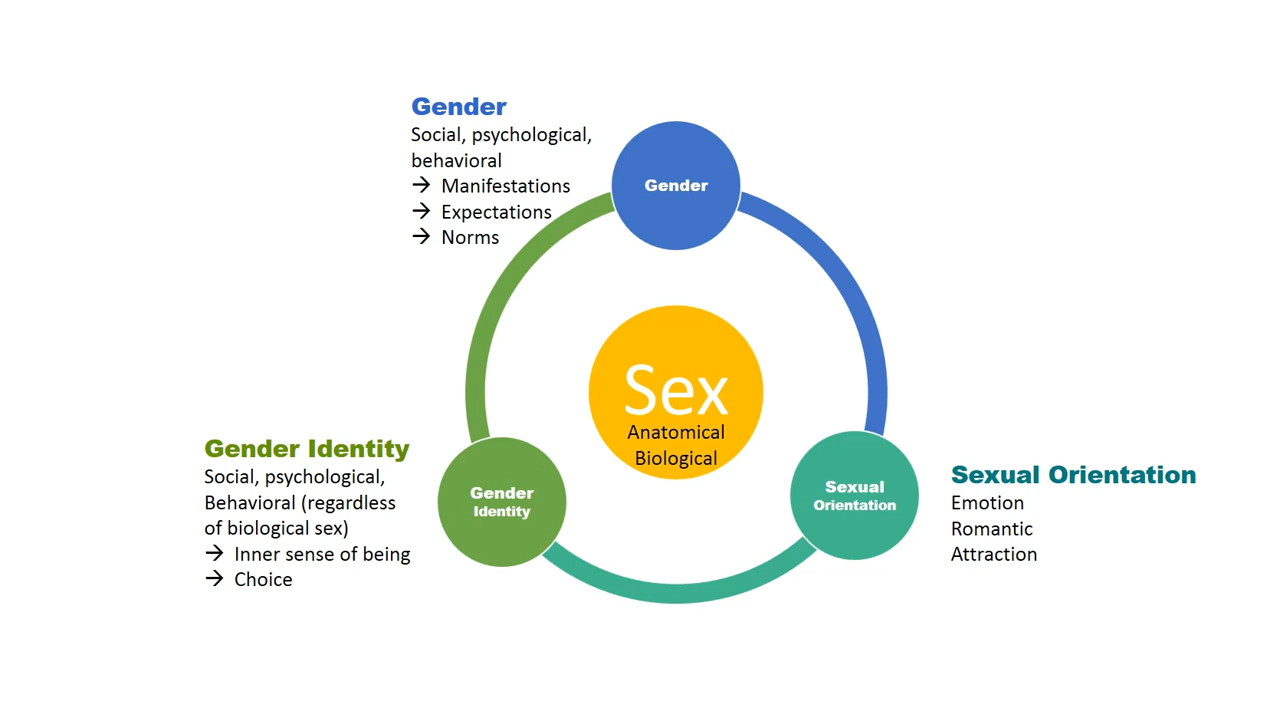 Gender
Social, psychological,
behavioral
→ Manifestations
→ Expectations
→ Norms
Gender
Sex
Anatomical
Biological
Gender Identity
Social, psychological,
Behavioral (regardless
of biological sex)
→ Inner sense of being
→ Choice
Gender
Identity
Sexual
Orientation
Sexual Orientation
Emotion
Romantic
Attraction